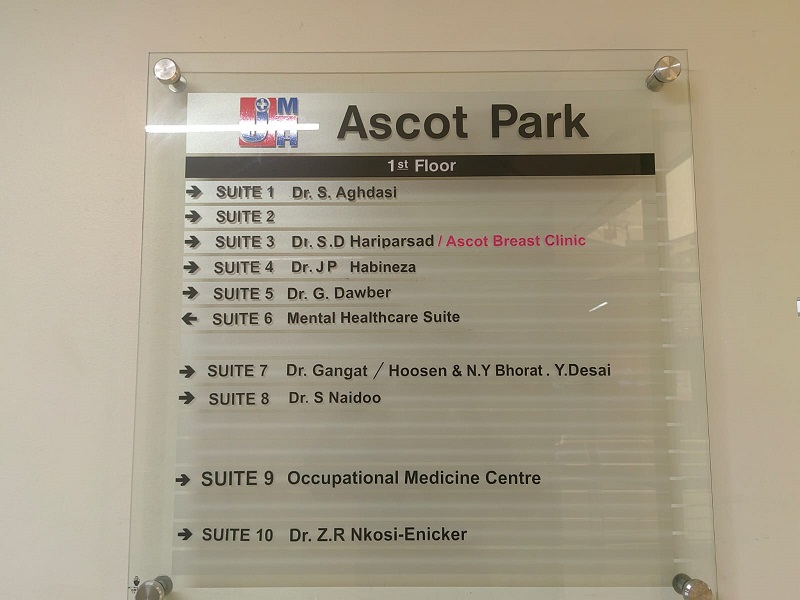 JMH Ascot Park
1st Floor
→ SUITE 1 Dr. S. Aghdasi
→ SUITE 2
→ SUITE 3 Dr. S.D Hariparsad / Ascot Breast Clinic
→ SUITE 4 Dr. J P Habineza
→ SUITE 5 Dr. G. Dawber
← SUITE 6 Mental Healthcare Suite
→ SUITE 7 Dr. Gangat / Hoosen & N.Y Bhorat . Y.Desai
→ SUITE 8 Dr. S Naidoo
→ SUITE 9 Occupational Medicine Centre
→ SUITE 10 Dr. Z.R Nkosi-Enicker